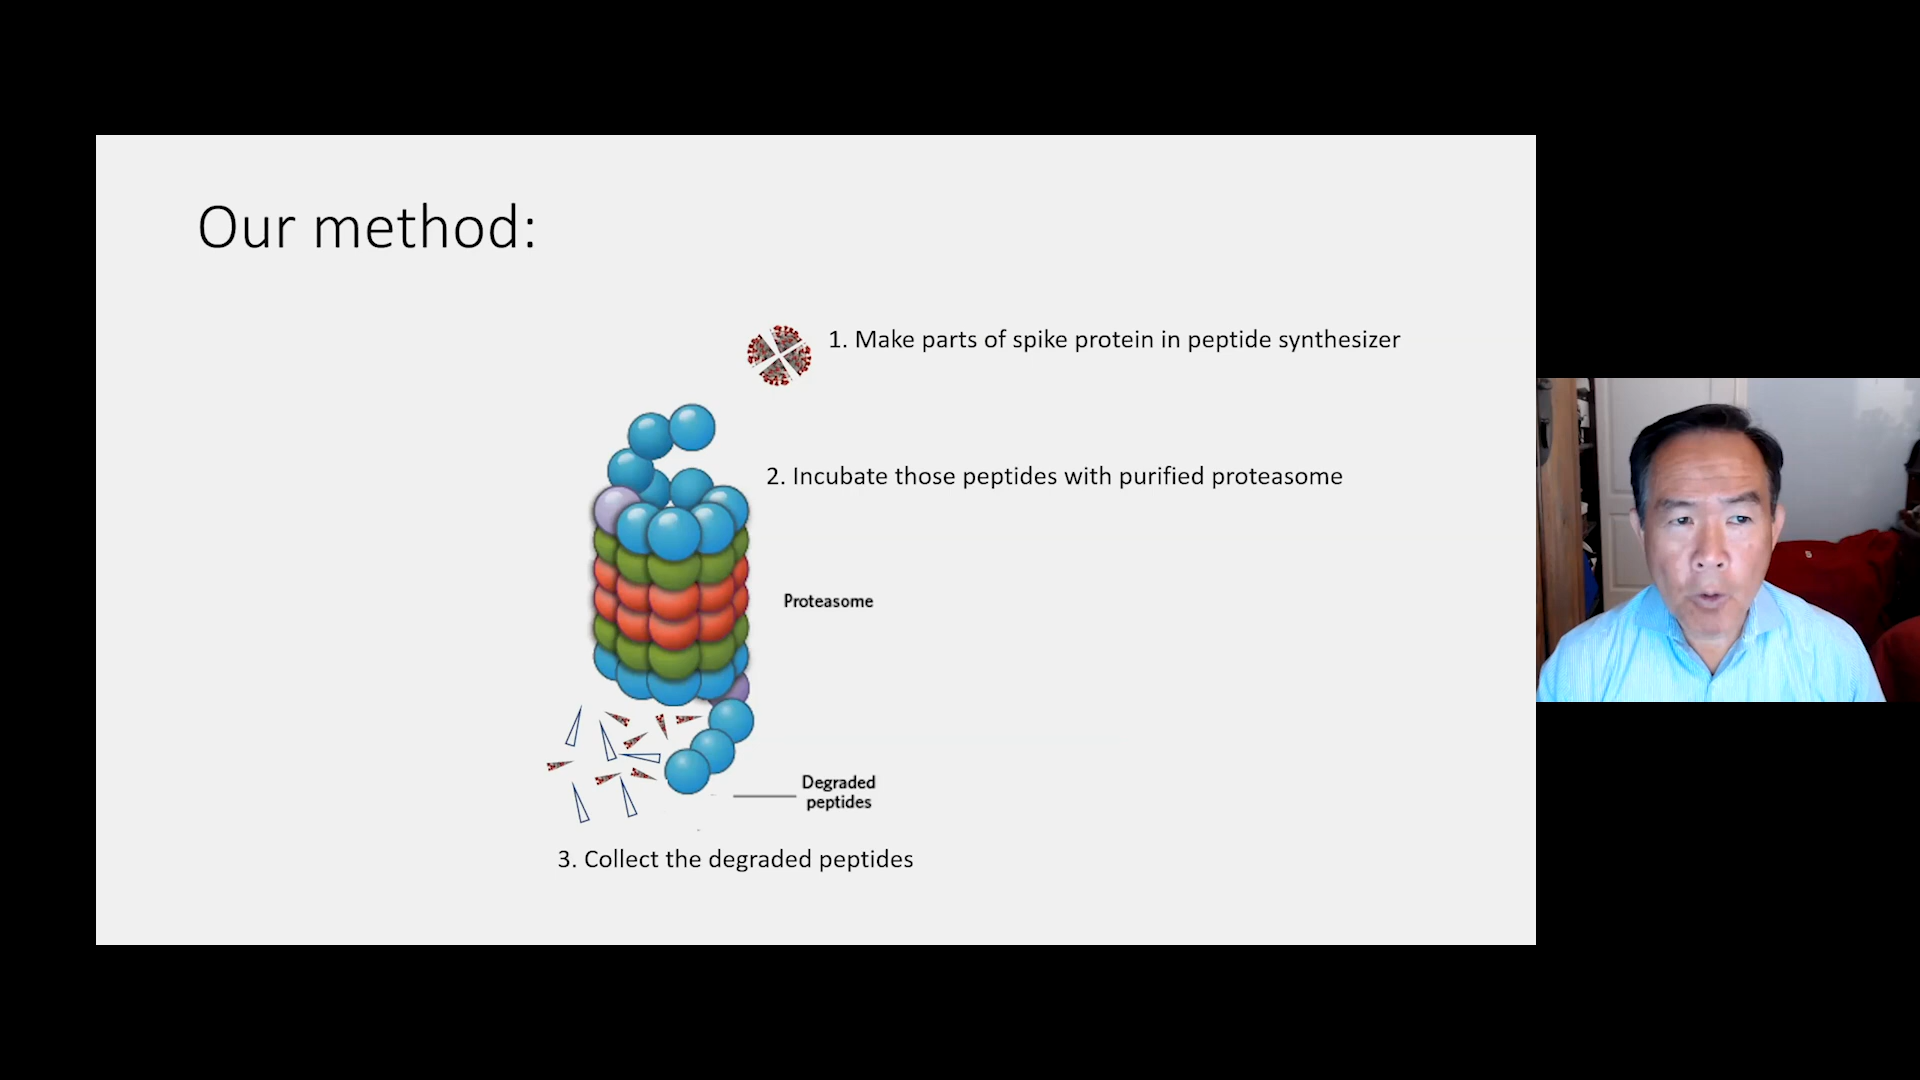 Our method:
1. Make parts of spike protein in peptide synthesizer
2. Incubate those peptides with purified proteasome
Proteasome
Degraded
peptides
3. Collect the degraded peptides